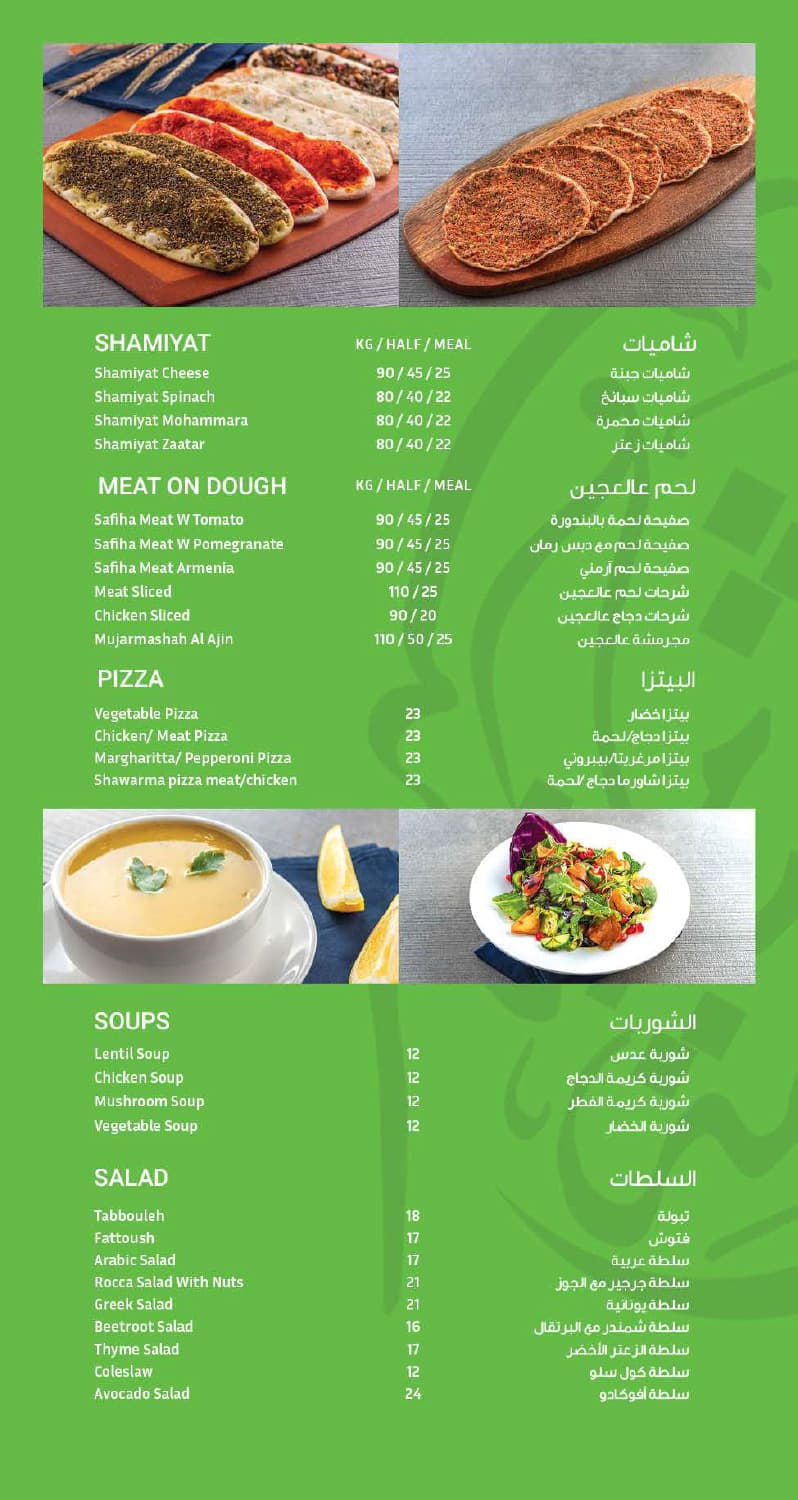 SHAMIYAT KG / HALF / MEAL شاميات
Shamiyat Cheese 90 / 45 / 25 شاميات جبنة
Shamiyat Spinach 80 / 40 / 22 شاميات سبانخ
Shamiyat Mohammara 80 / 40 / 22 شاميات محمرة
Shamiyat Zaatar 80 / 40 / 22 شاميات زعتر
MEAT ON DOUGH KG / HALF / MEAL لحم عالعجين
Safiha Meat W Tomato 90 / 45 / 25 صفيحة لحمة بالبندورة
Safiha Meat W Pomegranate 90 / 45 / 25 صفيحة لحم مع دبس رمان
Safiha Meat Armenia 90 / 45 / 25 صفيحة لحم آرمني
Meat Sliced 110 / 25 شرحات لحم عالعجين
Chicken Sliced 90 / 20 شرحات دجاج عالعجين
Mujarmashah Al Ajin 110 / 50 / 25 مجرمشة عالعجين
PIZZA البيتزا
Vegetable Pizza 23 بيتزا خضار
Chicken/ Meat Pizza 23 بيتزا دجاج/لحمة
Margharitta/ Pepperoni Pizza 23 بيتزا مرغريتا/بيبروني
Shawarma pizza meat/chicken 23 بيتزا شاورما دجاج /لحمة
SOUPS الشوربات
Lentil Soup 12 شوربة عدس
Chicken Soup 12 شوربة كريمة الدجاج
Mushroom Soup 12 شوربة كريمة الفطر
Vegetable Soup 12 شوربة الخضار
SALAD السلطات
Tabbouleh 18 تبولة
Fattoush 17 فتوش
Arabic Salad 17 سلطة عربية
Rocca Salad With Nuts 21 سلطة جرجير مع الجوز
Greek Salad 21 سلطة يونانية
Beetroot Salad 16 سلطة شمندر مع البرتقال
Thyme Salad 17 سلطة الزعتر الأخضر
Coleslaw 12 سلطة كول سلو
Avocado Salad 24 سلطة أفوكادو